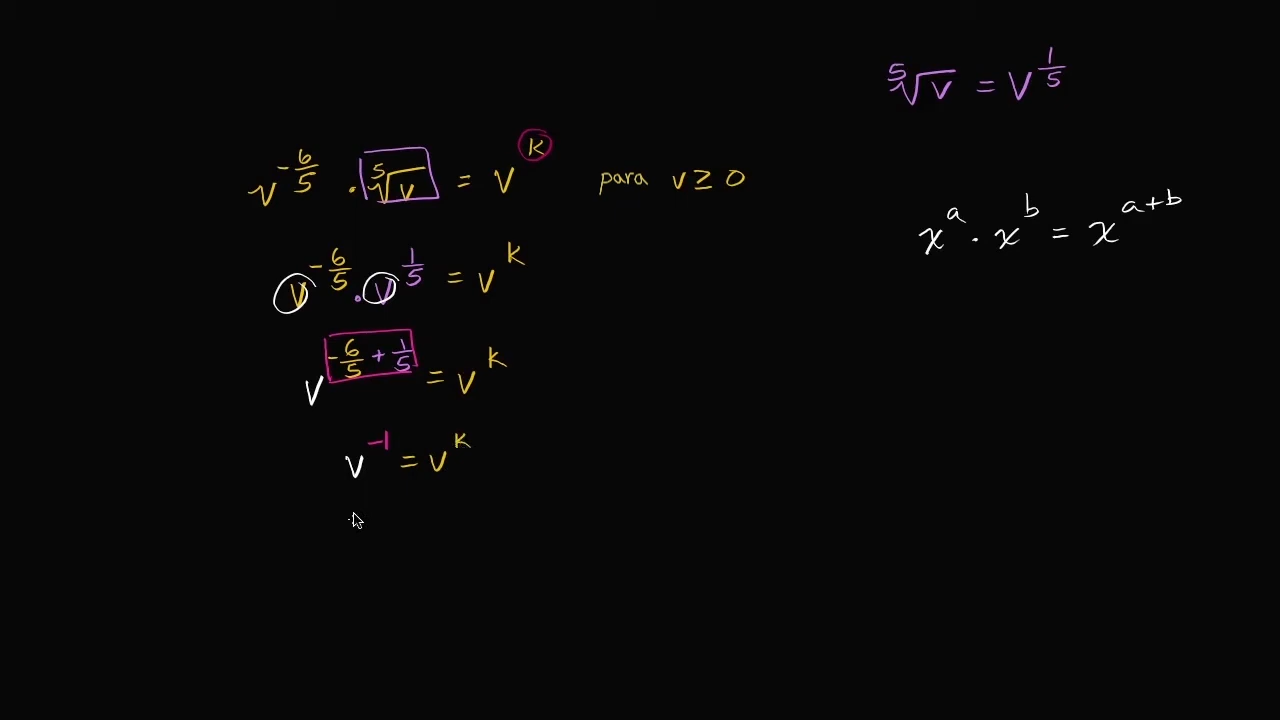 ⁵√v = v^(1/5)
v^(-6/5) · ⁵√v = v^k para v ≥ 0
x^a · x^b = x^(a+b)
v^(-6/5) · v^(1/5) = v^k
v^(-6/5 + 1/5) = v^k
v^(-1) = v^k